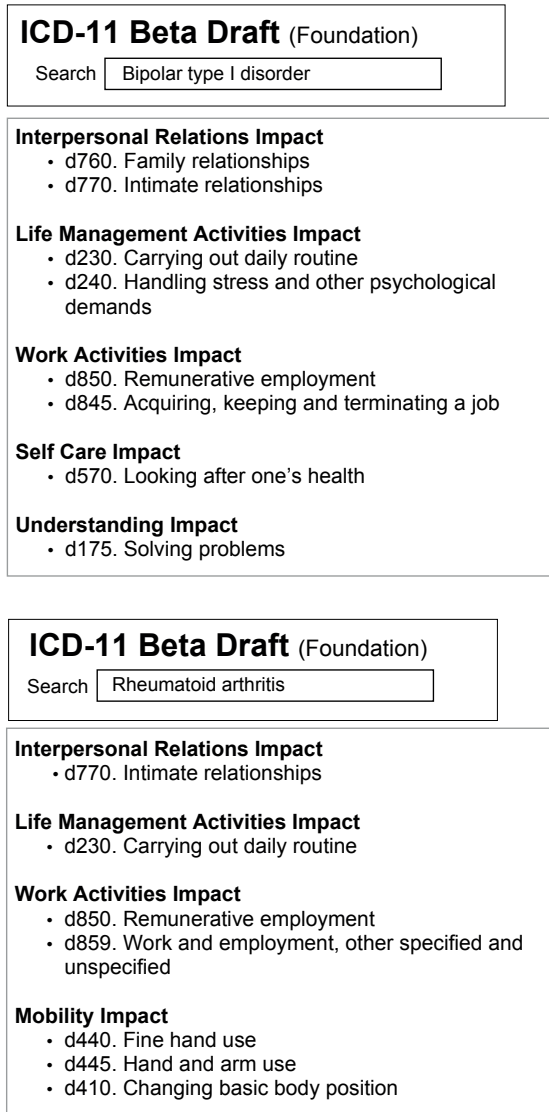 ICD-11 Beta Draft (Foundation)
Search Bipolar type I disorder
Interpersonal Relations Impact
• d760. Family relationships
• d770. Intimate relationships
Life Management Activities Impact
• d230. Carrying out daily routine
• d240. Handling stress and other psychological
demands
Work Activities Impact
• d850. Remunerative employment
• d845. Acquiring, keeping and terminating a job
Self Care Impact
• d570. Looking after one’s health
Understanding Impact
• d175. Solving problems
ICD-11 Beta Draft (Foundation)
Search Rheumatoid arthritis
Interpersonal Relations Impact
• d770. Intimate relationships
Life Management Activities Impact
• d230. Carrying out daily routine
Work Activities Impact
• d850. Remunerative employment
• d859. Work and employment, other specified and
unspecified
Mobility Impact
• d440. Fine hand use
• d445. Hand and arm use
• d410. Changing basic body position